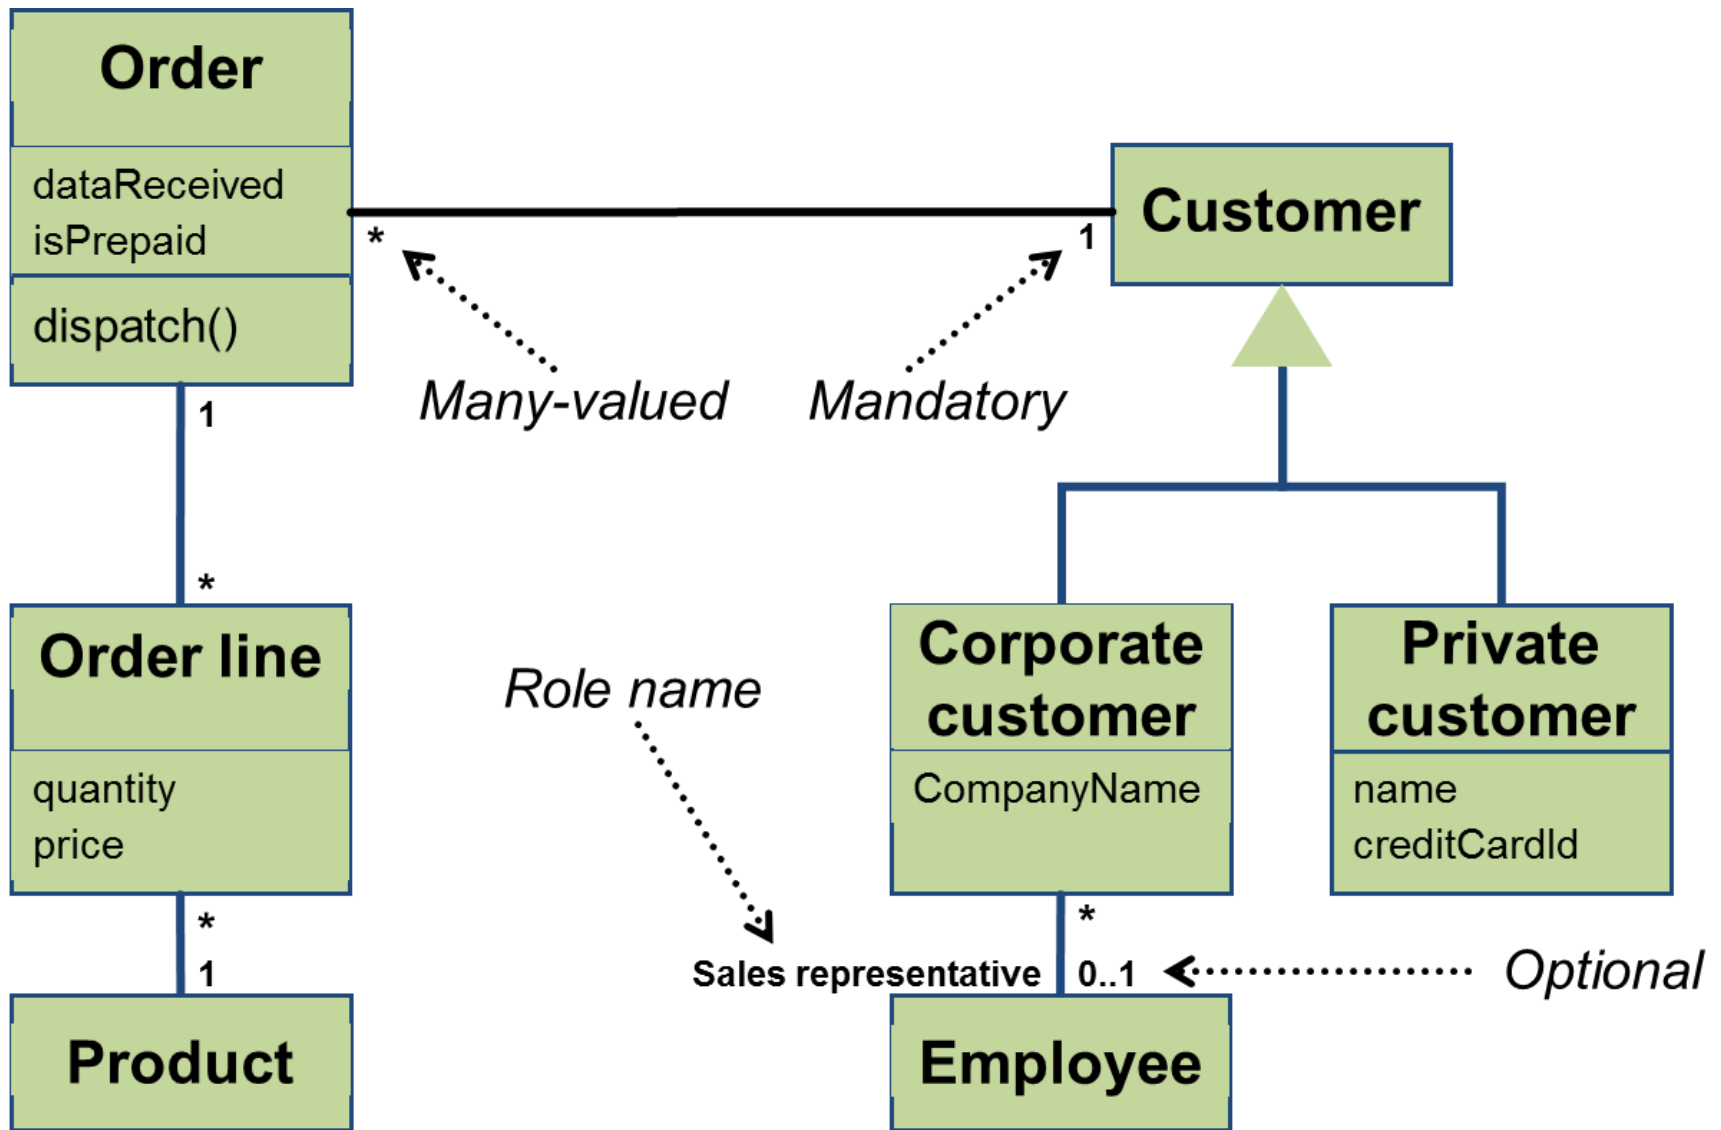 Order
dataReceived
isPrepaid
dispatch()
*
1
Customer
Many-valued
Mandatory
1
*
Order line
quantity
price
*
1
Product
Role name
Corporate
customer
CompanyName
Private
customer
name
creditCardId
*
Sales representative
0..1
Optional
Employee